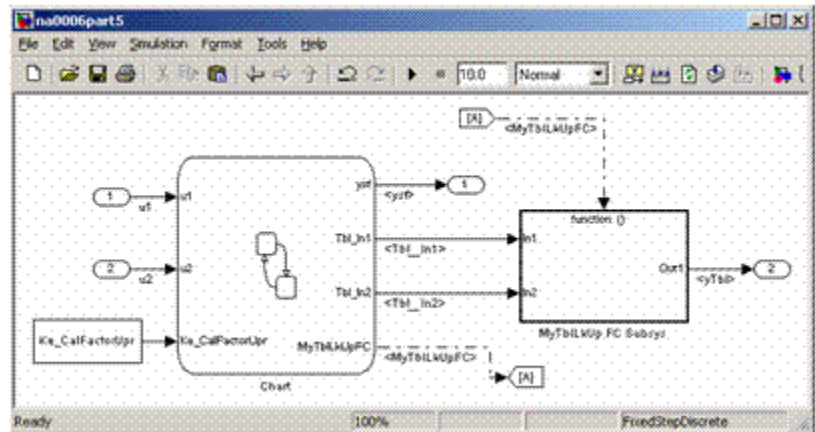 na0006part5
File Edit View Simulation Format Tools Help
10.0 Normal
[A]
<MyTblLkUpFC>
1
u1
u1
yst
<yst>
1
function ()
Tbl_In1
<Tbl_In1>
In1
2
u2
u2
Tbl_In2
<Tbl_In2>
In2
Out1
<yTbl>
2
MyTblLkUp FC Subsys
Ke_CalFactorUpr
Ke_CalFactorUpr
MyTblLkUpFC
<MyTblLkUpFC>
[A]
Chart
Ready 100% FixedStepDiscrete